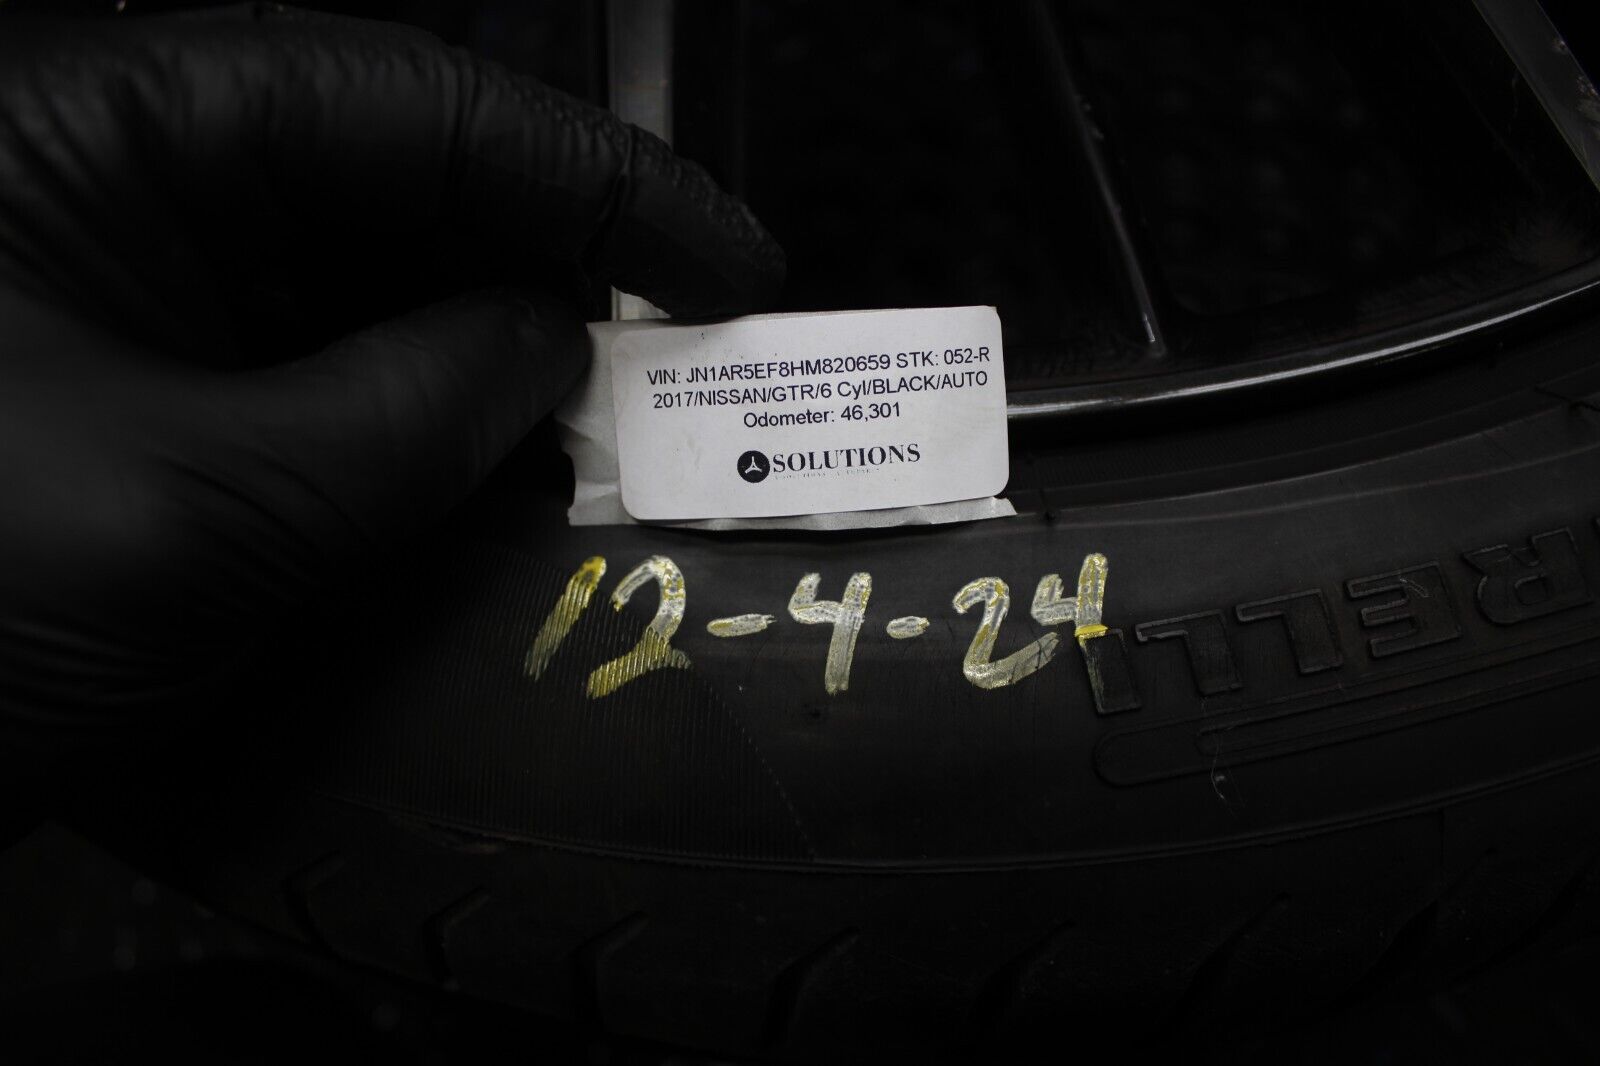 VIN: JN1AR5EF8HM820659 STK: 052-R
2017/NISSAN/GTR/6 Cyl/BLACK/AUTO
Odometer: 46,301
SOLUTIONS
12-4-24
RELLI